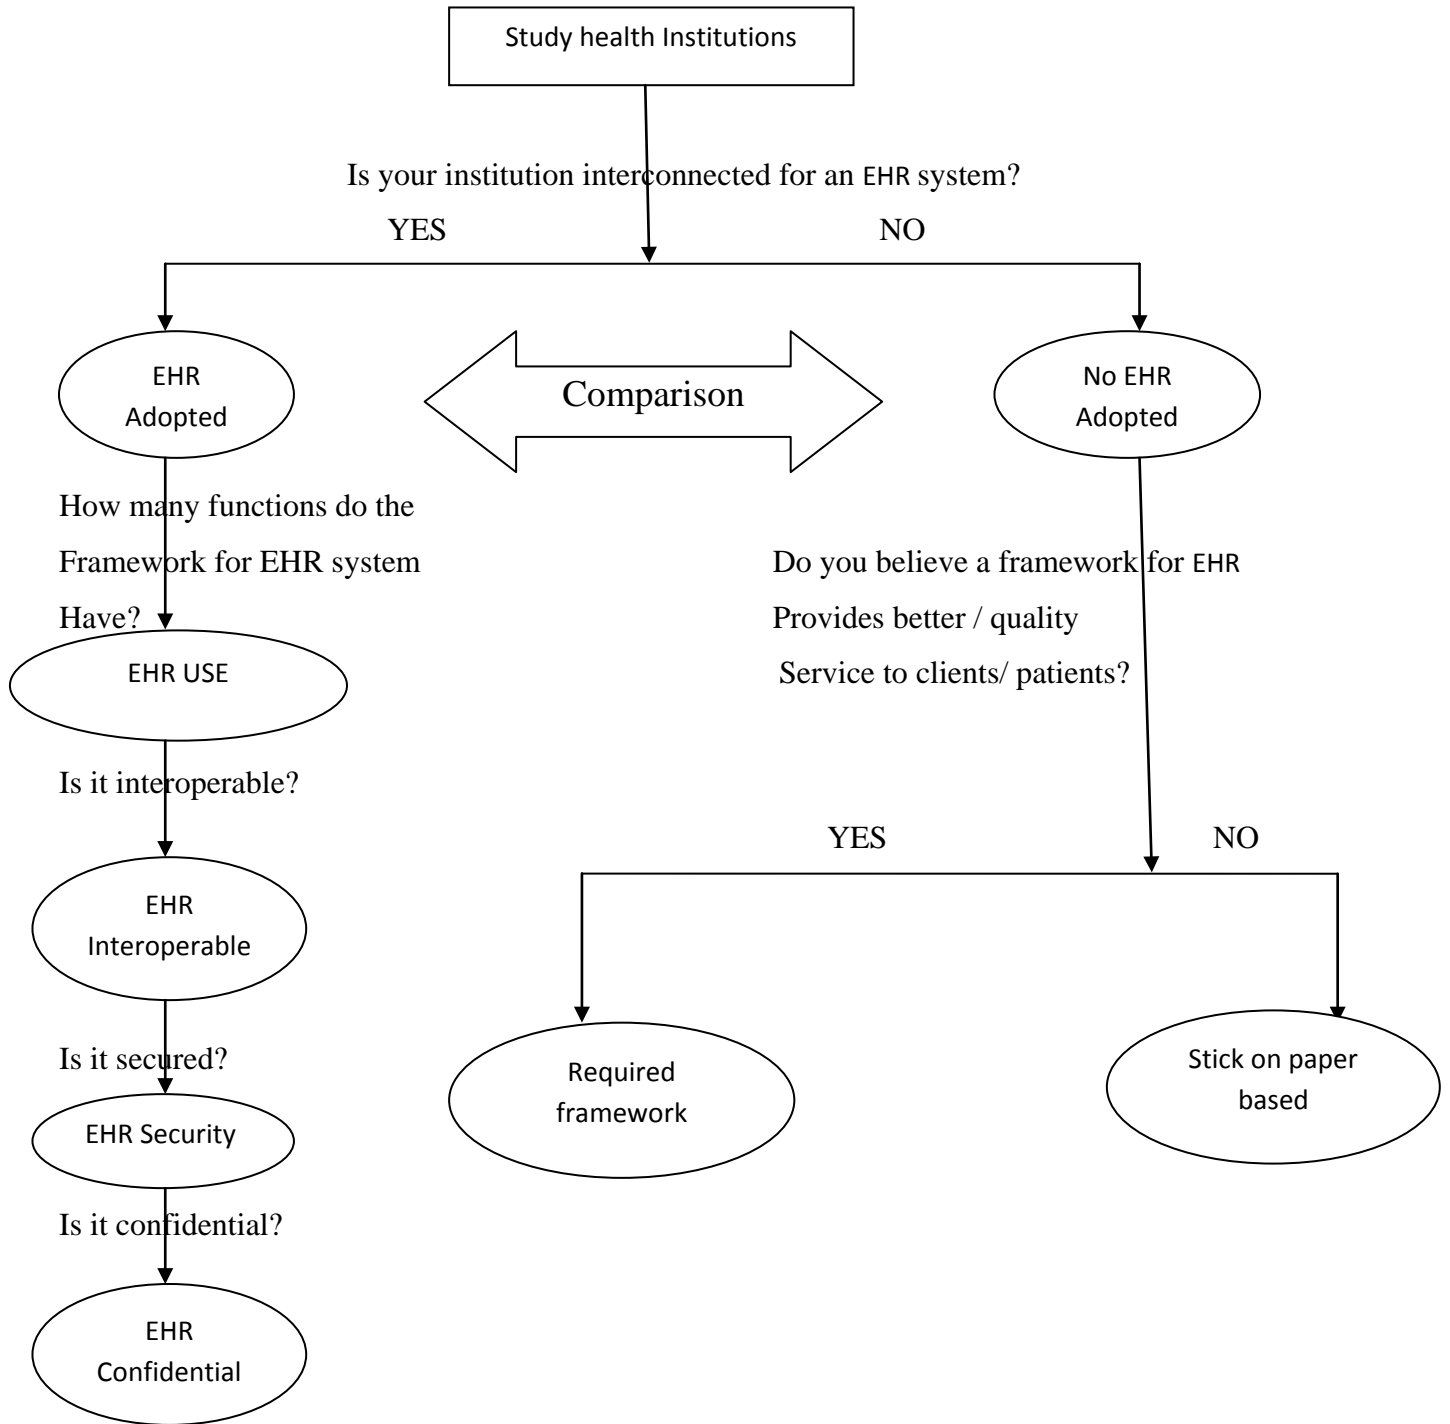 Study health Institutions
Is your institution interconnected for an EHR system?
YES
NO
EHR
Adopted
Comparison
No EHR
Adopted
How many functions do the
Framework for EHR system
Have?
EHR USE
Is it interoperable?
EHR
Interoperable
Is it secured?
EHR Security
Is it confidential?
EHR
Confidential
Do you believe a framework for EHR
Provides better / quality
Service to clients/ patients?
YES
NO
Required
framework
Stick on paper
based